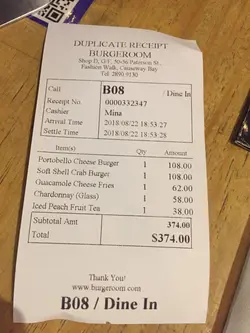 DUPLICATE RECEIPT
BURGEROOM
Shop D, G/F, 50-56 Paterson St.
Fashion Walk, Causeway Bay
Tel: 2890 9130
Call B08 / Dine In
Receipt No. 0000332347
Cashier Mina
Arrival Time 2018/08/22 18:53:27
Settle Time 2018/08/22 18:53:28
Item(s) Qty Amount
Portobello Cheese Burger 1 108.00
Soft Shell Crab Burger 1 108.00
Guacamole Cheese Fries 1 62.00
Chardonnay (Glass) 1 58.00
Iced Peach Fruit Tea 1 38.00
Subtotal Amt 374.00
Total $374.00
Thank You!
www.burgeroom.com
B08 / Dine In